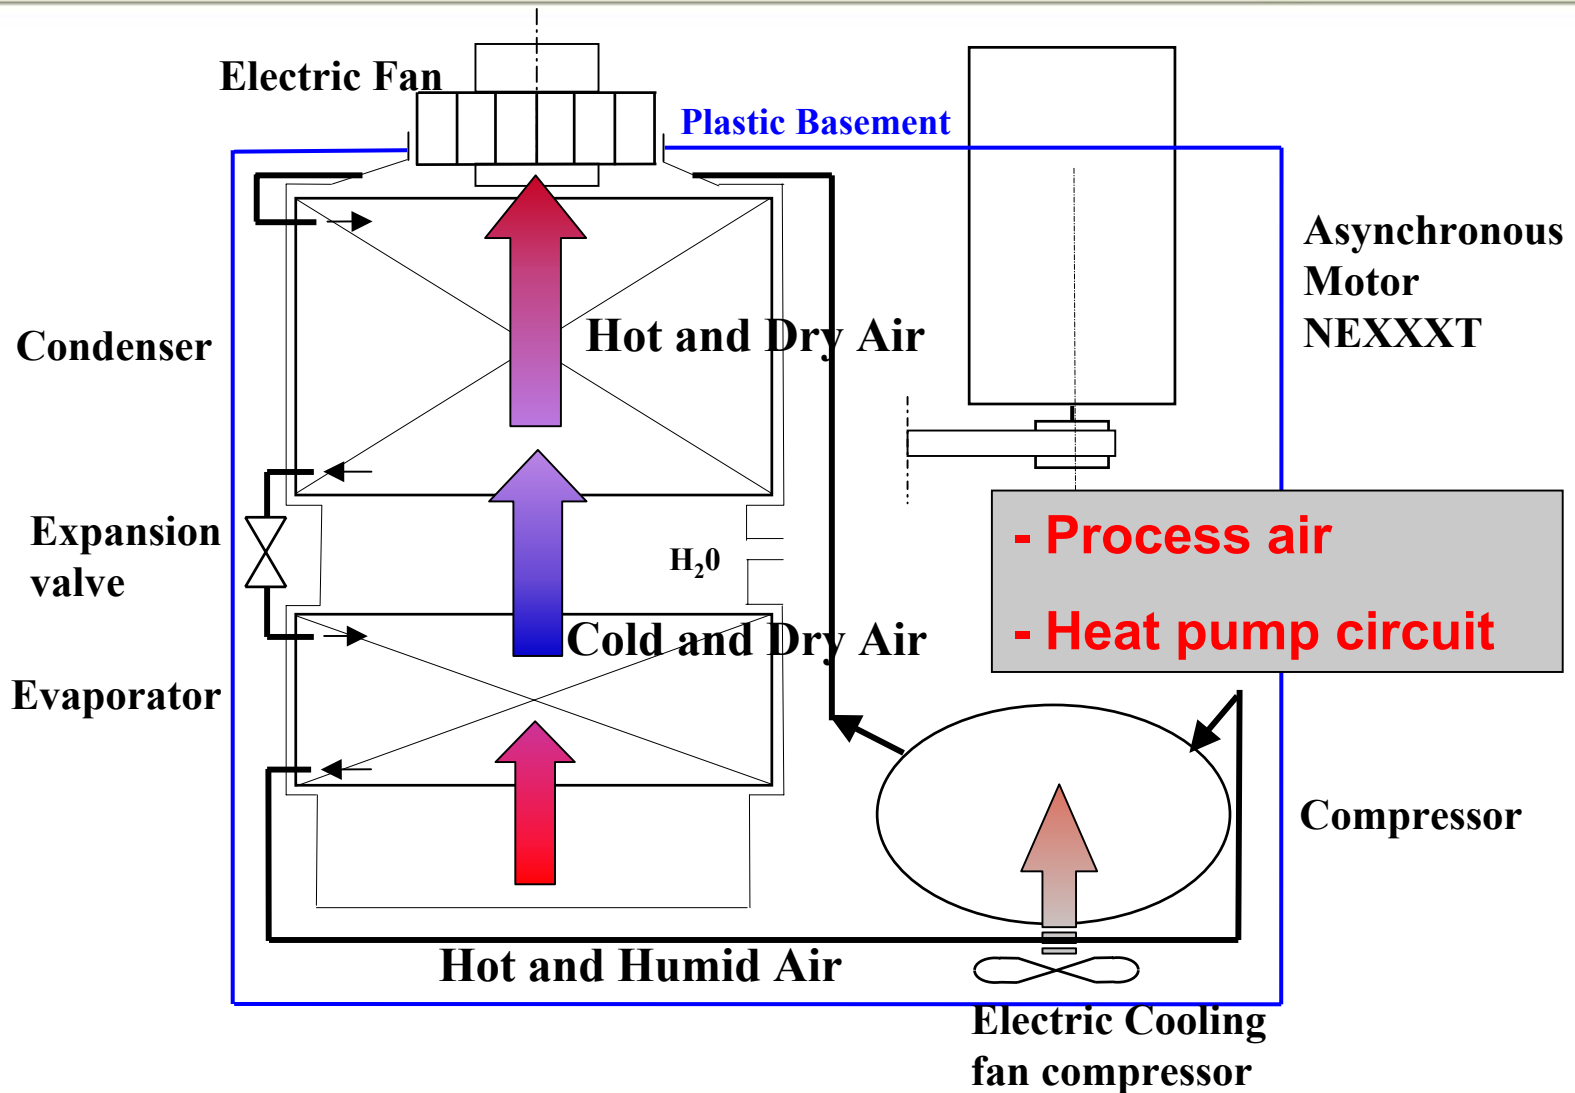 Electric Fan
Plastic Basement
Asynchronous
Motor
NEXXXT
Condenser
Hot and Dry Air
Expansion
valve
H₂0
- Process air
- Heat pump circuit
Cold and Dry Air
Evaporator
Compressor
Hot and Humid Air
Electric Cooling
fan compressor